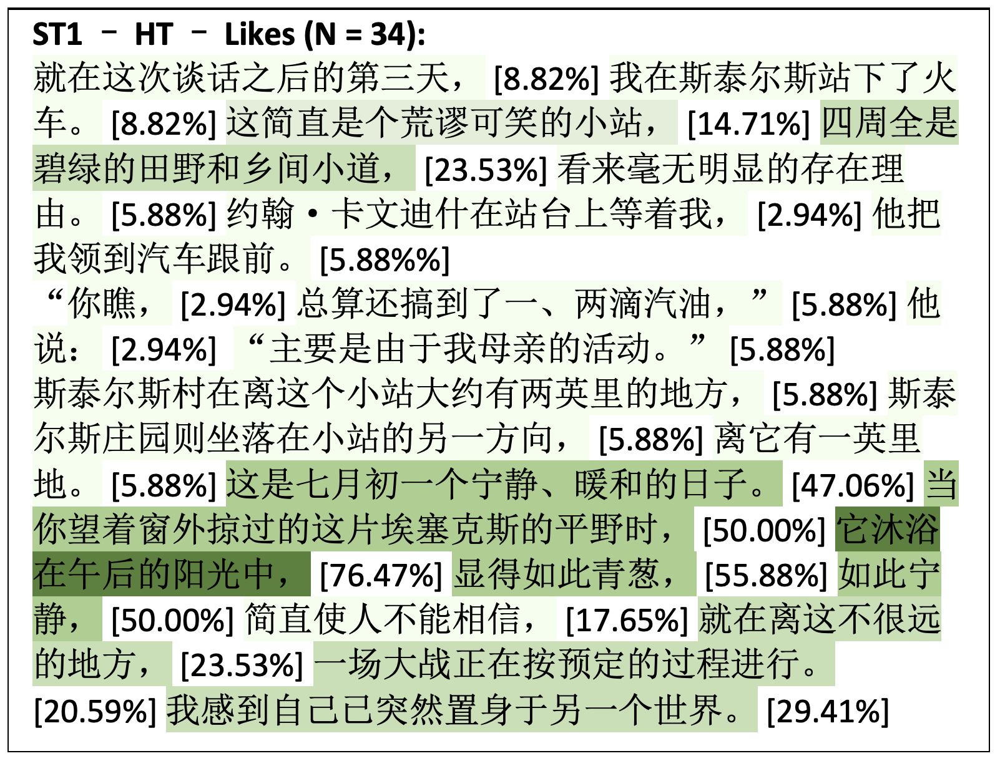 ST1 – HT – Likes (N = 34):
就在这次谈话之后的第三天， [8.82%] 我在斯泰尔斯站下了火
车。 [8.82%] 这简直是个荒谬可笑的小站， [14.71%] 四周全是
碧绿的田野和乡间小道， [23.53%] 看来毫无明显的存在理
由。 [5.88%] 约翰•卡文迪什在站台上等着我， [2.94%] 他把
我领到汽车跟前。 [5.88%%]
“你瞧， [2.94%] 总算还搞到了一、两滴汽油，” [5.88%] 他
说： [2.94%] “主要是由于我母亲的活动。” [5.88%]
斯泰尔斯村在离这个小站大约有两英里的地方， [5.88%] 斯泰
尔斯庄园则坐落在小站的另一方向， [5.88%] 离它有一英里
地。 [5.88%] 这是七月初一个宁静、暖和的日子。 [47.06%] 当
你望着窗外掠过的这片埃塞克斯的平野时， [50.00%] 它沐浴
在午后的阳光中， [76.47%] 显得如此青葱， [55.88%] 如此宁
静， [50.00%] 简直使人不能相信， [17.65%] 就在离这不很远
的地方， [23.53%] 一场大战正在按预定的过程进行。
[20.59%] 我感到自己已突然置身于另一个世界。 [29.41%]